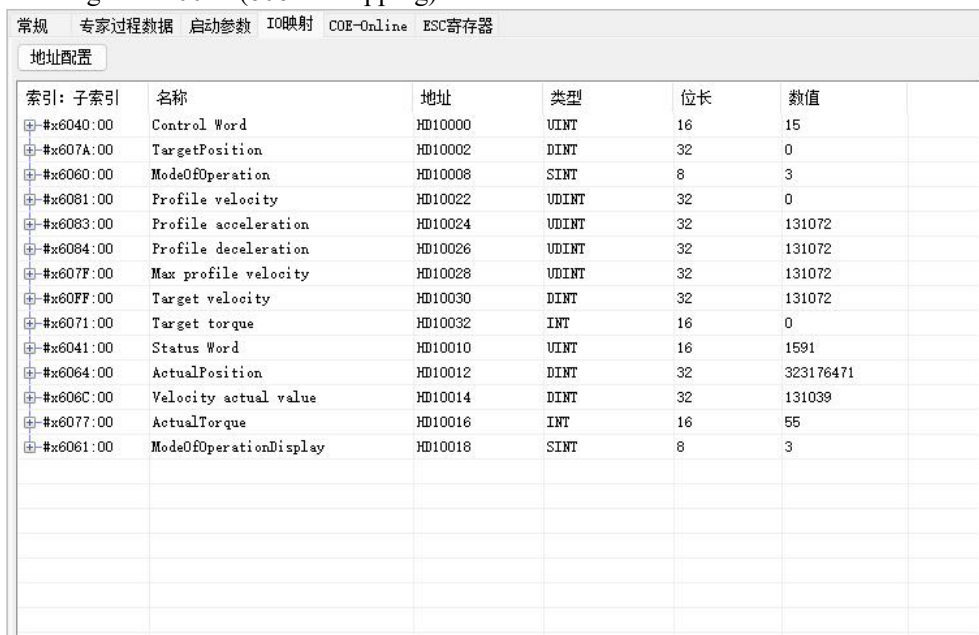 常规 专家过程数据 启动参数 IO映射 COE-Online ESC寄存器
地址配置
索引: 子索引 名称 地址 类型 位长 数值
#x6040:00 Control Word HD10000 UINT 16 15
#x607A:00 TargetPosition HD10002 DINT 32 0
#x6060:00 ModeOfOperation HD10008 SINT 8 3
#x6081:00 Profile velocity HD10022 UDINT 32 0
#x6083:00 Profile acceleration HD10024 UDINT 32 131072
#x6084:00 Profile deceleration HD10026 UDINT 32 131072
#x607F:00 Max profile velocity HD10028 UDINT 32 131072
#x60FF:00 Target velocity HD10030 DINT 32 131072
#x6071:00 Target torque HD10032 INT 16 0
#x6041:00 Status Word HD10010 UINT 16 1591
#x6064:00 ActualPosition HD10012 DINT 32 323176471
#x606C:00 Velocity actual value HD10014 DINT 32 131039
#x6077:00 ActualTorque HD10016 INT 16 55
#x6061:00 ModeOfOperationDisplay HD10018 SINT 8 3